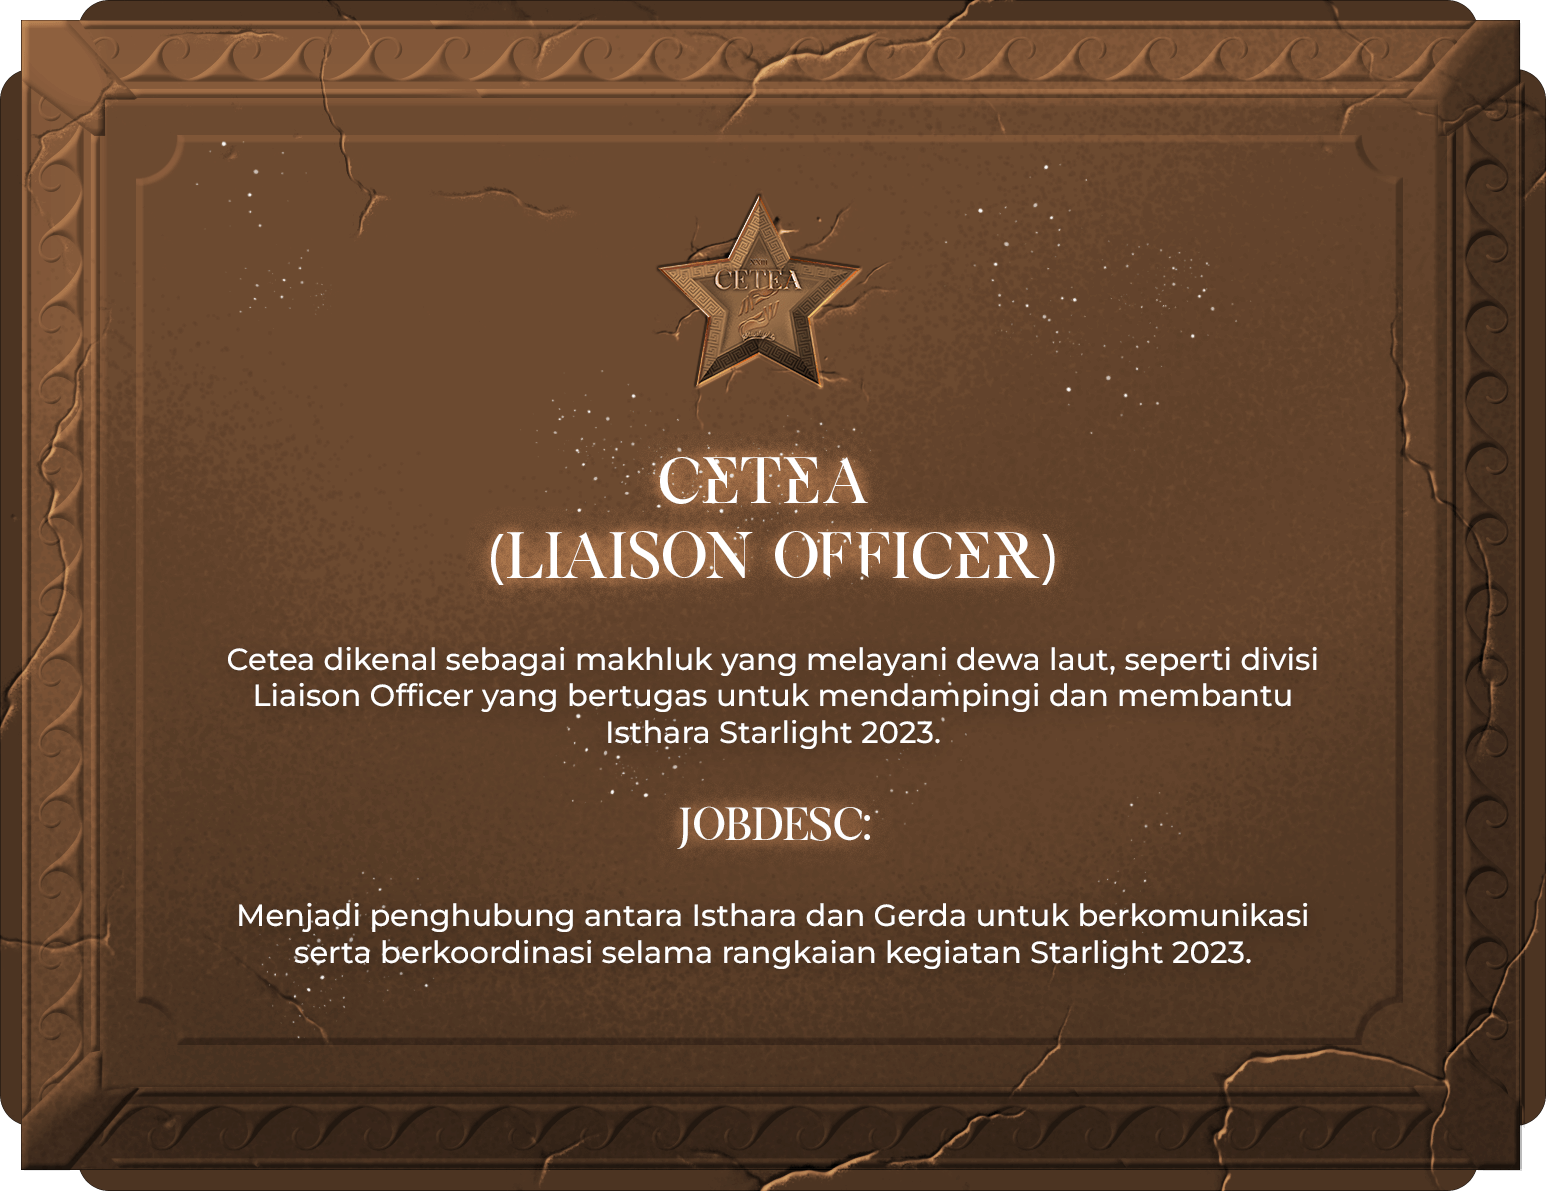 XXIII
CETEA
CETEA
(LIAISON OFFICER)
Cetea dikenal sebagai makhluk yang melayani dewa laut, seperti divisi
Liaison Officer yang bertugas untuk mendampingi dan membantu
Isthara Starlight 2023.
JOBDESC:
Menjadi penghubung antara Isthara dan Gerda untuk berkomunikasi
serta berkoordinasi selama rangkaian kegiatan Starlight 2023.